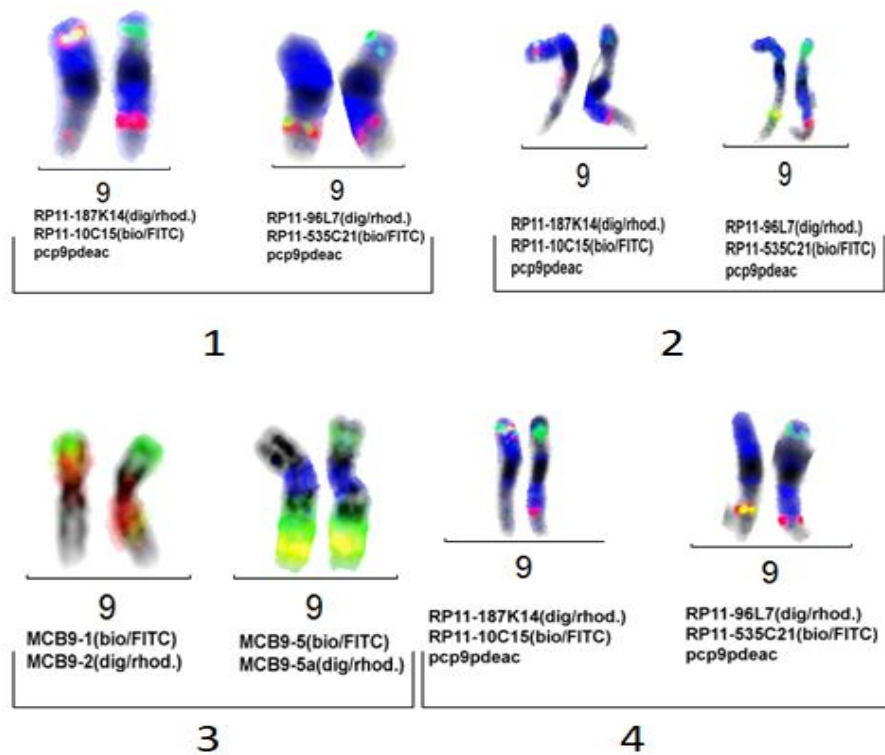 9
RP11-187K14(dig/rhod.)
RP11-10C15(bio/FITC)
pcp9pdeac
9
RP11-96L7(dig/rhod.)
RP11-535C21(bio/FITC)
pcp9pdeac
1
9
RP11-187K14(dig/rhod.)
RP11-10C15(bio/FITC)
pcp9pdeac
9
RP11-96L7(dig/rhod.)
RP11-535C21(bio/FITC)
pcp9pdeac
2
9
MCB9-1(bio/FITC)
MCB9-2(dig/rhod.)
9
MCB9-5(bio/FITC)
MCB9-5a(dig/rhod.)
3
9
RP11-187K14(dig/rhod.)
RP11-10C15(bio/FITC)
pcp9pdeac
9
RP11-96L7(dig/rhod.)
RP11-535C21(bio/FITC)
pcp9pdeac
4